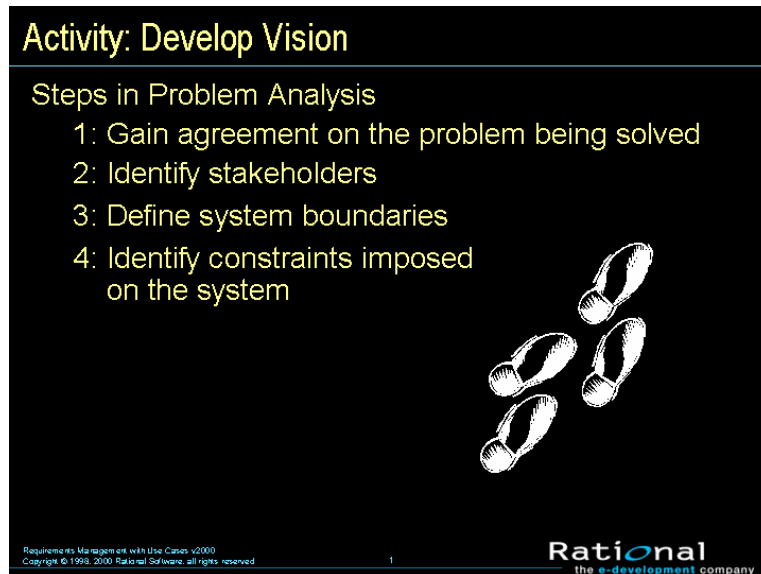 Activity: Develop Vision
Steps in Problem Analysis
1: Gain agreement on the problem being solved
2: Identify stakeholders
3: Define system boundaries
4: Identify constraints imposed
on the system
Requirements Management with Use Cases v2000
Copyright © 1998, 2000 Rational Software, all rights reserved
1
Rational
the e-development company